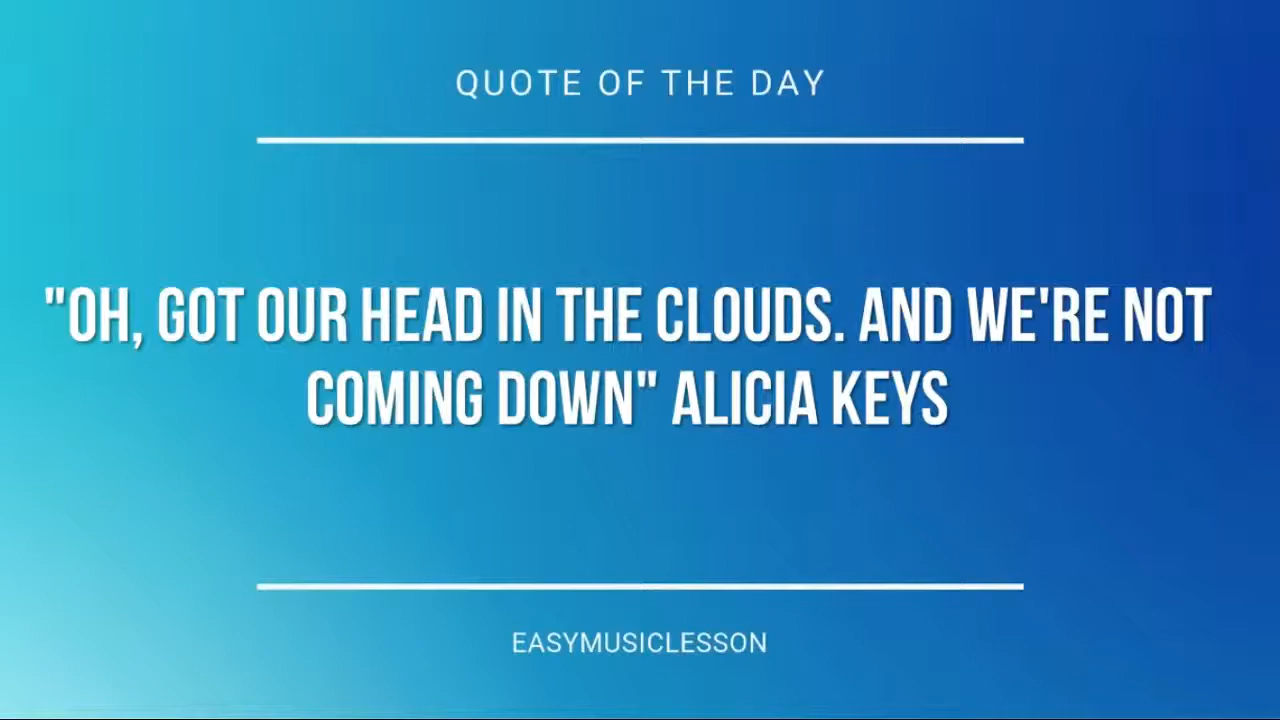 QUOTE OF THE DAY
"OH, GOT OUR HEAD IN THE CLOUDS. AND WE'RE NOT
COMING DOWN" ALICIA KEYS
EASYMUSICLESSON